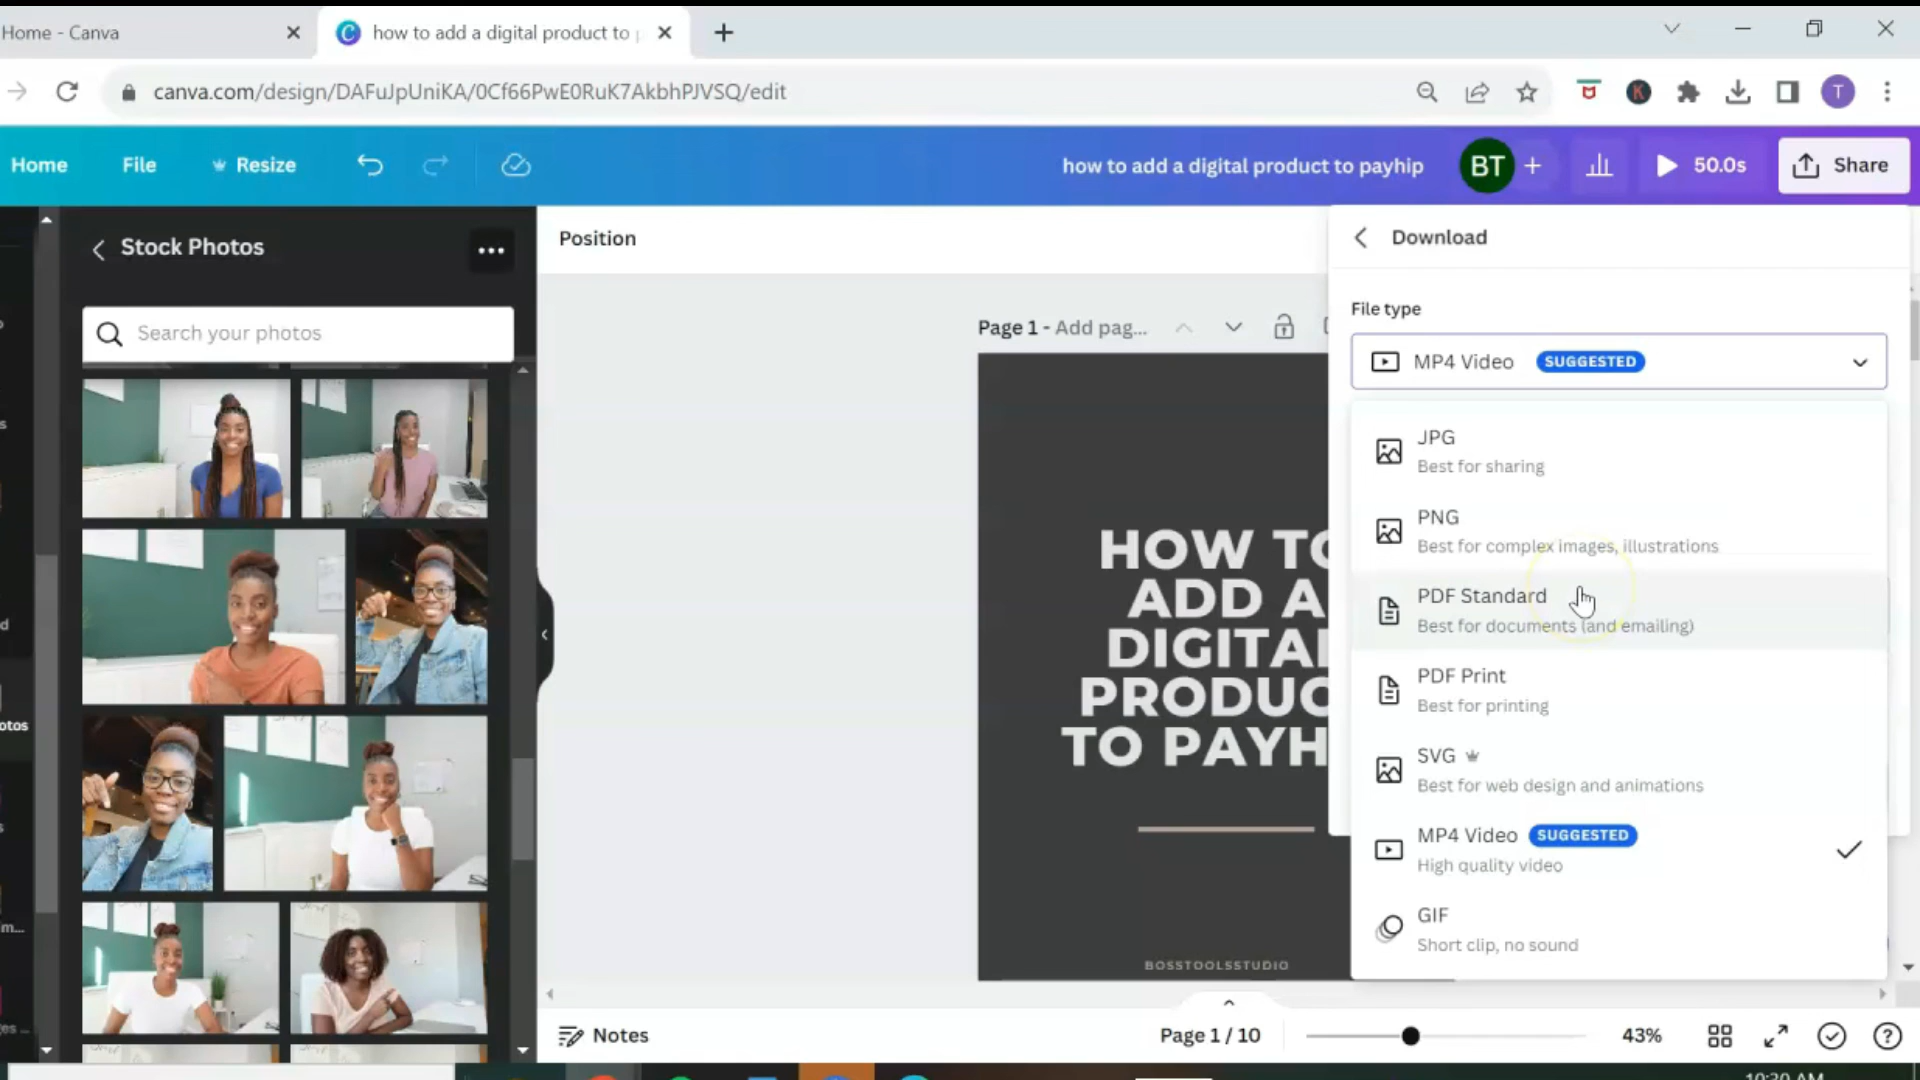 Home - Canva
how to add a digital product to
canva.com/design/DAFuJpUniKA/0Cf66PwE0RuK7AkbhPJVSQ/edit
T
Home
File
Resize
how to add a digital product to payhip
BT
50.0s
Share
Stock Photos
Search your photos
Position
Page 1 - Add pag...
HOW TO
ADD A
DIGITAL
PRODUC
TO PAYH
BOSSTOOLSSTUDIO
Download
File type
MP4 Video SUGGESTED
JPG
Best for sharing
PNG
Best for complex images, illustrations
PDF Standard
Best for documents (and emailing)
PDF Print
Best for printing
SVG
Best for web design and animations
MP4 Video SUGGESTED
High quality video
GIF
Short clip, no sound
Notes
Page 1 / 10
43%
10:20 AM